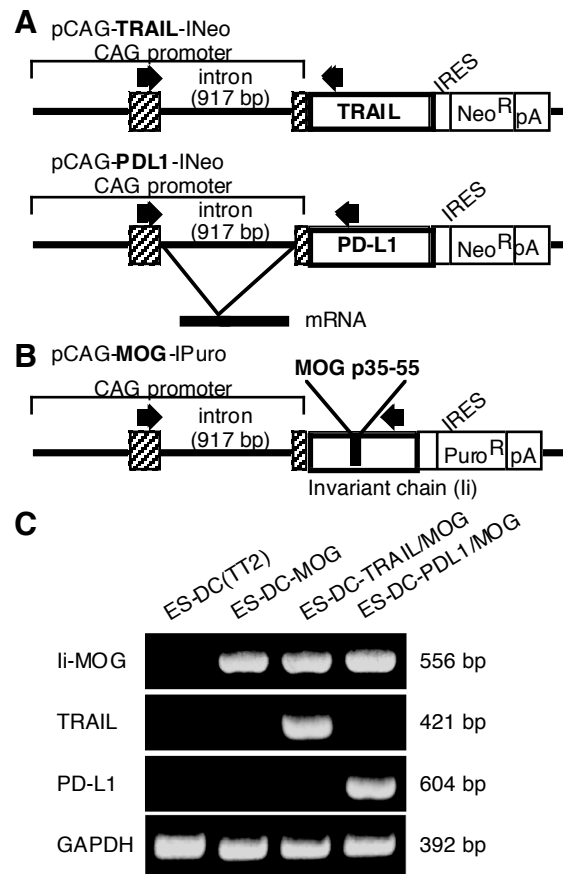 A
pCAG-TRAIL-INeo
CAG promoter
intron
(917 bp)
IRES
TRAIL
Neo^R
pA
pCAG-PDL1-INeo
CAG promoter
intron
(917 bp)
IRES
PD-L1
Neo^R
pA
mRNA
B
pCAG-MOG-IPuro
MOG p35-55
CAG promoter
intron
(917 bp)
IRES
Puro^R
pA
Invariant chain (Ii)
C
ES-DC(TT2)
ES-DC-MOG
ES-DC-TRAIL/MOG
ES-DC-PDL1/MOG
Ii-MOG 556 bp
TRAIL 421 bp
PD-L1 604 bp
GAPDH 392 bp